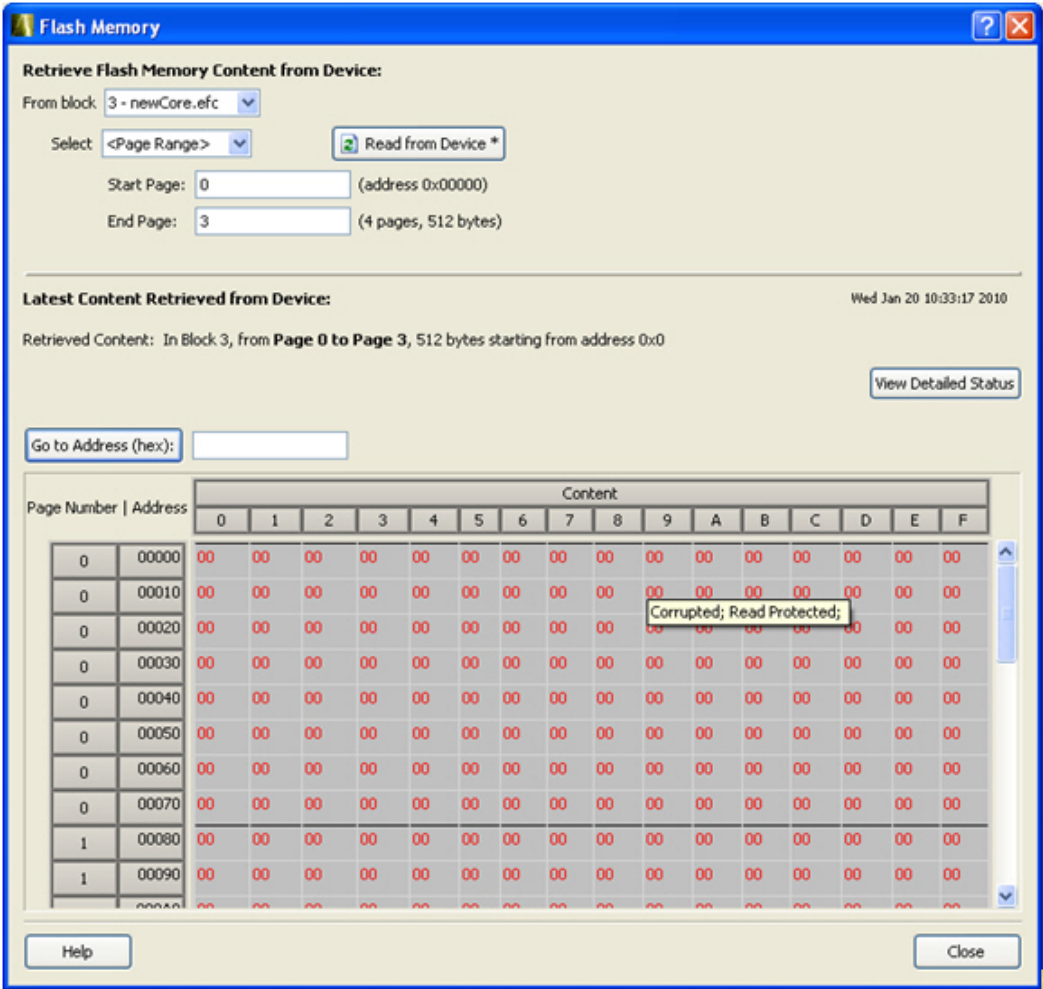 Flash Memory
Retrieve Flash Memory Content from Device:
From block 3 - newCore.efc
Select <Page Range> Read from Device *
Start Page: 0 (address 0x00000)
End Page: 3 (4 pages, 512 bytes)
Latest Content Retrieved from Device: Wed Jan 20 10:33:17 2010
Retrieved Content: In Block 3, from Page 0 to Page 3, 512 bytes starting from address 0x0
View Detailed Status
Go to Address (hex):
Content
Page Number | Address
0 1 2 3 4 5 6 7 8 9 A B C D E F
0 00000 00 00 00 00 00 00 00 00 00 00 00 00 00 00 00 00
0 00010 00 00 00 00 00 00 00 00 00 00 00 00 00 00 00 00
Corrupted; Read Protected;
0 00020 00 00 00 00 00 00 00 00 00 00 00 00 00 00 00 00
0 00030 00 00 00 00 00 00 00 00 00 00 00 00 00 00 00 00
0 00040 00 00 00 00 00 00 00 00 00 00 00 00 00 00 00 00
0 00050 00 00 00 00 00 00 00 00 00 00 00 00 00 00 00 00
0 00060 00 00 00 00 00 00 00 00 00 00 00 00 00 00 00 00
0 00070 00 00 00 00 00 00 00 00 00 00 00 00 00 00 00 00
1 00080 00 00 00 00 00 00 00 00 00 00 00 00 00 00 00 00
1 00090 00 00 00 00 00 00 00 00 00 00 00 00 00 00 00 00
Help Close